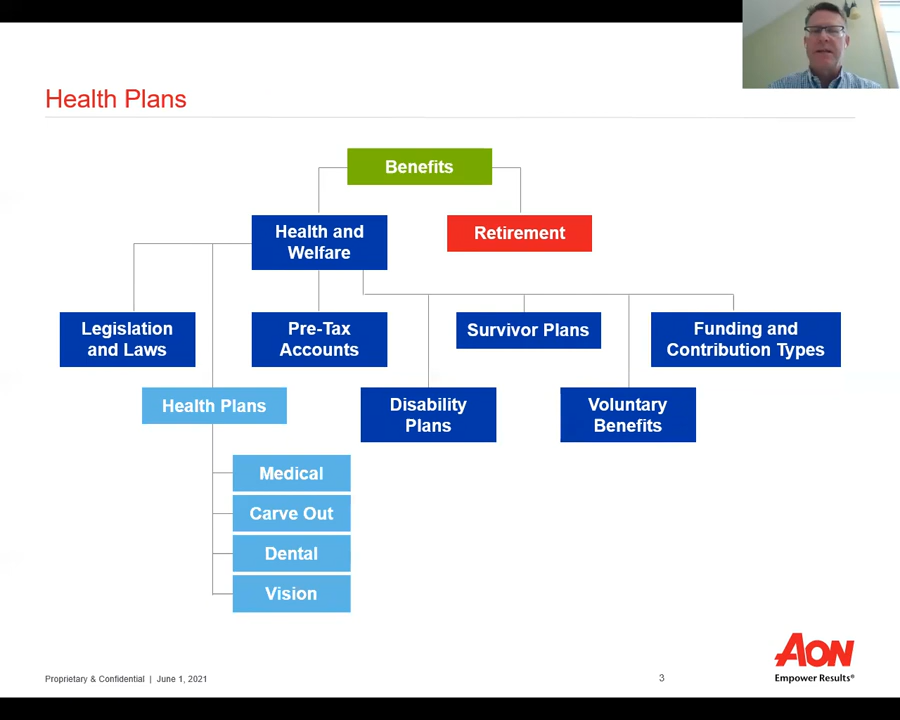 Health Plans
Benefits
Health and
Welfare
Retirement
Legislation
and Laws
Pre-Tax
Accounts
Survivor Plans
Funding and
Contribution Types
Health Plans
Disability
Plans
Voluntary
Benefits
Medical
Carve Out
Dental
Vision
AON
Empower Results®
Proprietary & Confidential | June 1, 2021
3